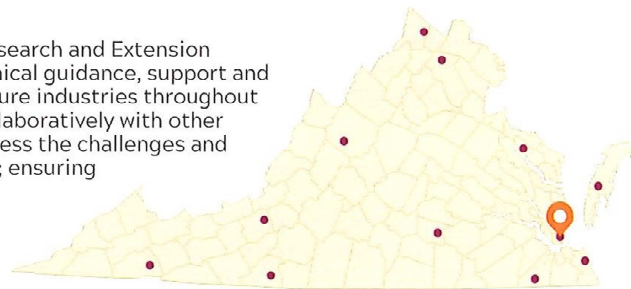 search and Extension
nical guidance, support and
ure industries throughout
laboratively with other
ess the challenges and
; ensuring